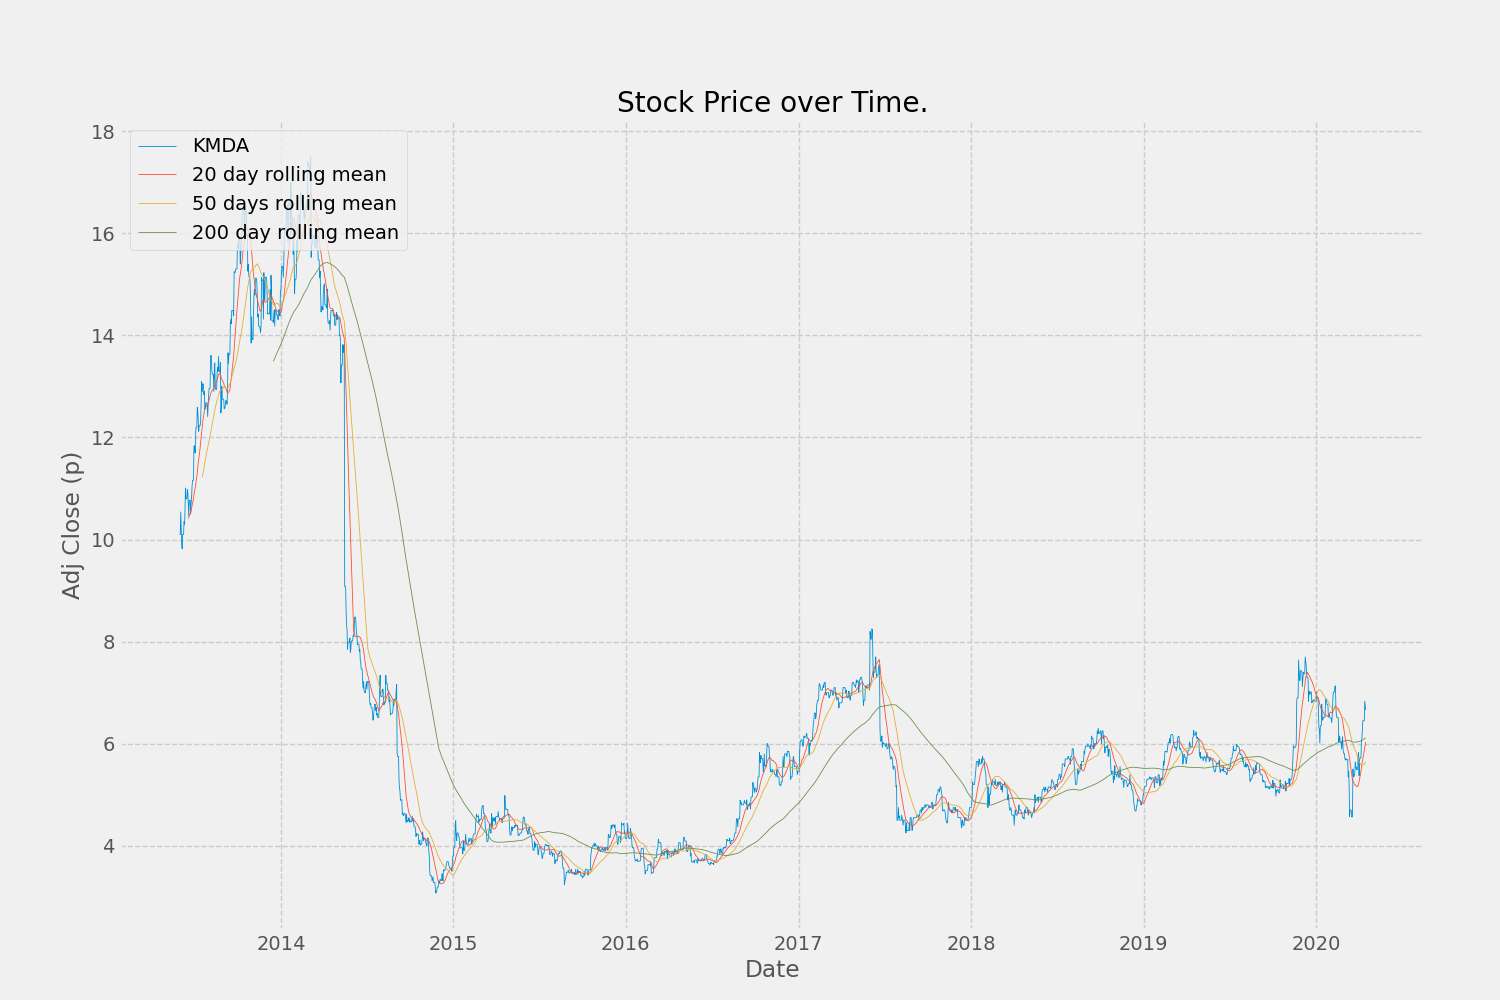 Stock Price over Time.
18
16
14
12
10
8
6
4
Adj Close (p)
KMDA
20 day rolling mean
50 days rolling mean
200 day rolling mean
2014
2015
2016
2017
2018
2019
2020
Date